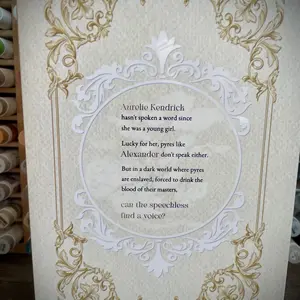 Aurelie Kendrick
hasn't spoken a word since
she was a young girl.
Lucky for her, pyres like
Alexander don't speak either.
But in a dark world where pyres
are enslaved, forced to drink the
blood of their masters,
can the speechless
find a voice?